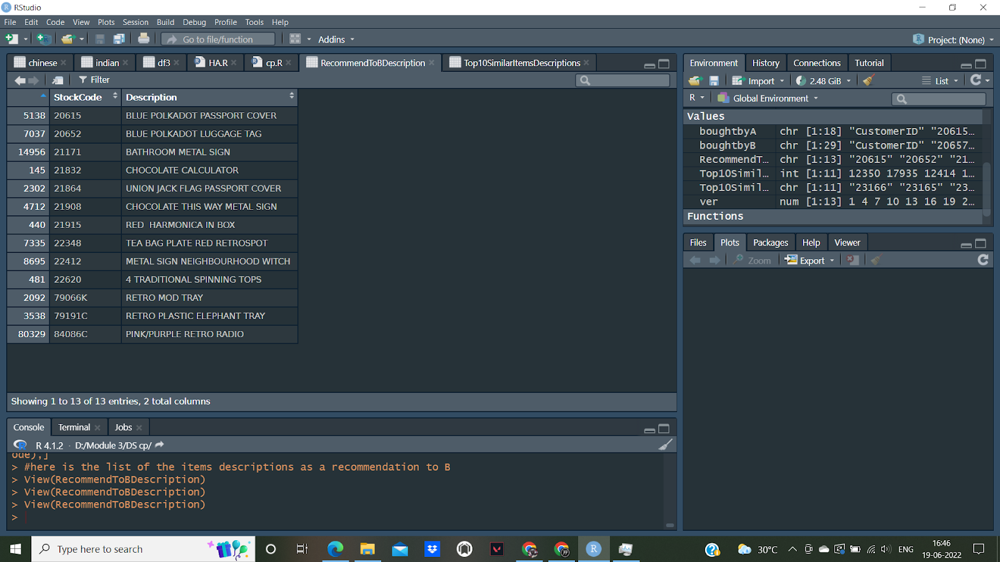 RStudio
File Edit Code View Plots Session Build Debug Profile Tools Help
Go to file/function Addins Project: (None)
chinese indian df3 HA.R cp.R RecommendToBDescription Top10SimilarItemsDescriptions
Filter
StockCode Description
5138 20615 BLUE POLKADOT PASSPORT COVER
7037 20652 BLUE POLKADOT LUGGAGE TAG
14956 21171 BATHROOM METAL SIGN
145 21832 CHOCOLATE CALCULATOR
2302 21864 UNION JACK FLAG PASSPORT COVER
4712 21908 CHOCOLATE THIS WAY METAL SIGN
440 21915 RED  HARMONICA IN BOX
7335 22348 TEA BAG PLATE RED RETROSPOT
8695 22412 METAL SIGN NEIGHBOURHOOD WITCH
481 22620 4 TRADITIONAL SPINNING TOPS
2092 79066K RETRO MOD TRAY
3538 79191C RETRO PLASTIC ELEPHANT TRAY
80329 84086C PINK/PURPLE RETRO RADIO
Showing 1 to 13 of 13 entries, 2 total columns
Console Terminal Jobs
R 4.1.2 · D:/Module 3/DS cp/
ode),]
> #here is the list of the items descriptions as a recommendation to B
> View(RecommendToBDescription)
> View(RecommendToBDescription)
> View(RecommendToBDescription)
>
Environment History Connections Tutorial
Import 2.48 GiB List
R Global Environment
Values
boughtbyA chr [1:18] "CustomerID" "20615…
boughtbyB chr [1:29] "CustomerID" "20657…
RecommendT… chr [1:13] "20615" "20652" "21…
Top10Simil… int [1:11] 12350 17935 12414 1…
Top10Simil… chr [1:11] "23166" "23165" "23…
ver num [1:13] 1 4 7 10 13 16 19 2…
Functions
Files Plots Packages Help Viewer
Zoom Export
Type here to search
30°C ENG
16:46
19-06-2022